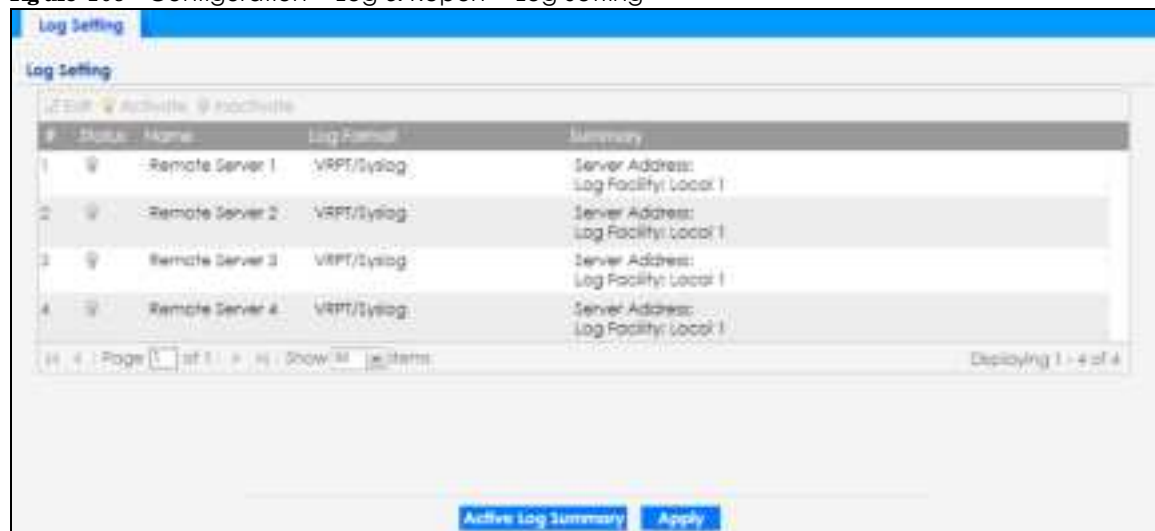 Configuration > Log & Report > Log Setting
Log Setting
Log Setting
Edit Activate Inactivate
# Status Name Log Format Summary
1 Remote Server 1 VRPT/Syslog Server Address:
Log Facility: Local 1
2 Remote Server 2 VRPT/Syslog Server Address:
Log Facility: Local 1
3 Remote Server 3 VRPT/Syslog Server Address:
Log Facility: Local 1
4 Remote Server 4 VRPT/Syslog Server Address:
Log Facility: Local 1
Page 1 of 1 Show items Displaying 1 - 4 of 4
Active Log Summary Apply